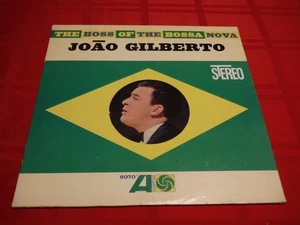 THE BOSS OF THE BOSSA NOVA
JOÃO GILBERTO
STEREO
8070